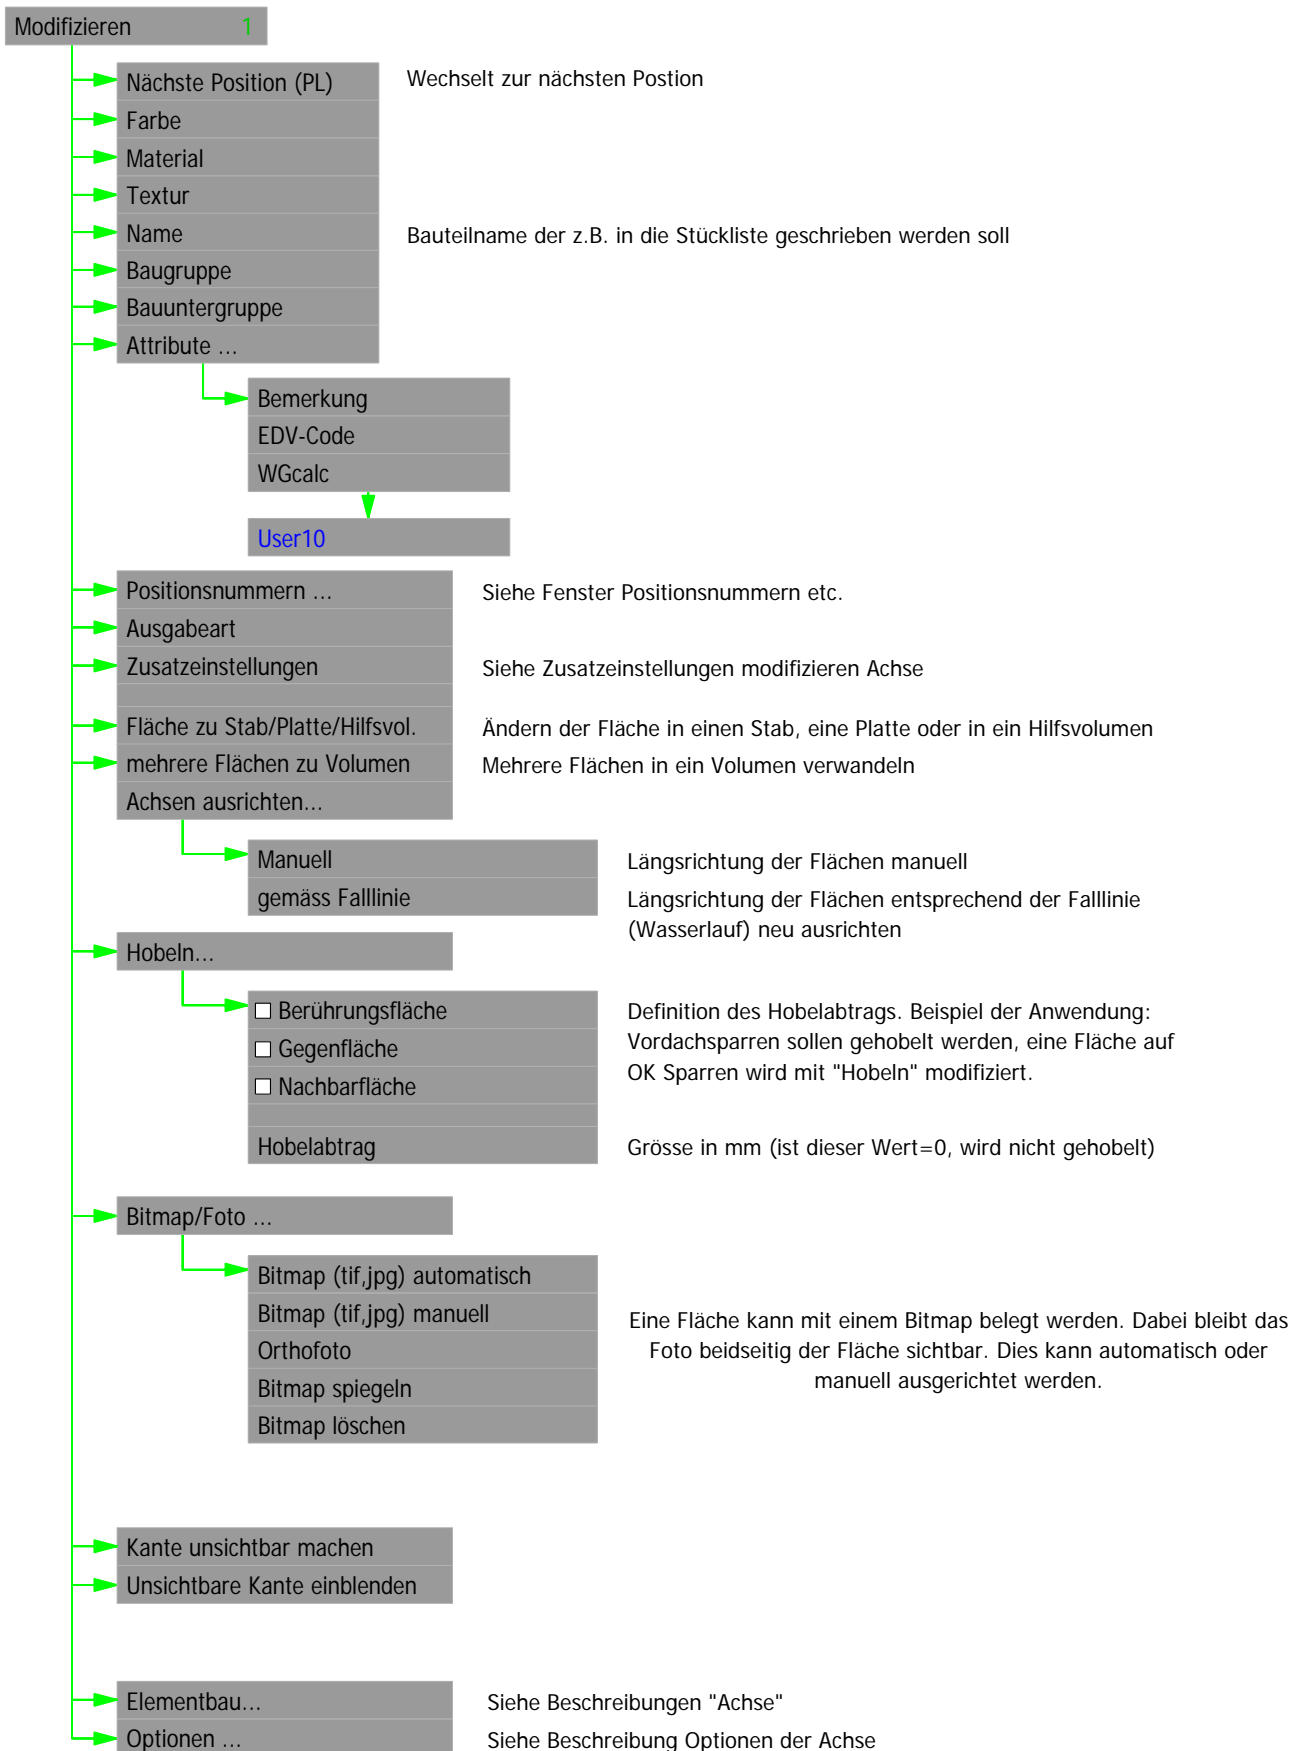 Modifizieren 1
Nächste Position (PL) Wechselt zur nächsten Postion
Farbe
Material
Textur
Name Bauteilname der z.B. in die Stückliste geschrieben werden soll
Baugruppe
Bauuntergruppe
Attribute ...
Bemerkung
EDV-Code
WGcalc
User10
Positionsnummern ... Siehe Fenster Positionsnummern etc.
Ausgabeart
Zusatzeinstellungen Siehe Zusatzeinstellungen modifizieren Achse
Fläche zu Stab/Platte/Hilfsvol. Ändern der Fläche in einen Stab, eine Platte oder in ein Hilfsvolumen
mehrere Flächen zu Volumen Mehrere Flächen in ein Volumen verwandeln
Achsen ausrichten...
Manuell Längsrichtung der Flächen manuell
gemäss Falllinie Längsrichtung der Flächen entsprechend der Falllinie
(Wasserlauf) neu ausrichten
Hobeln...
Berührungsfläche Definition des Hobelabtrags. Beispiel der Anwendung:
Gegenfläche Vordachsparren sollen gehobelt werden, eine Fläche auf
Nachbarfläche OK Sparren wird mit "Hobeln" modifiziert.
Hobelabtrag Grösse in mm (ist dieser Wert=0, wird nicht gehobelt)
Bitmap/Foto ...
Bitmap (tif,jpg) automatisch
Bitmap (tif,jpg) manuell
Orthofoto
Bitmap spiegeln
Bitmap löschen
Eine Fläche kann mit einem Bitmap belegt werden. Dabei bleibt das
Foto beidseitig der Fläche sichtbar. Dies kann automatisch oder
manuell ausgerichtet werden.
Kante unsichtbar machen
Unsichtbare Kante einblenden
Elementbau... Siehe Beschreibungen "Achse"
Optionen ... Siehe Beschreibung Optionen der Achse